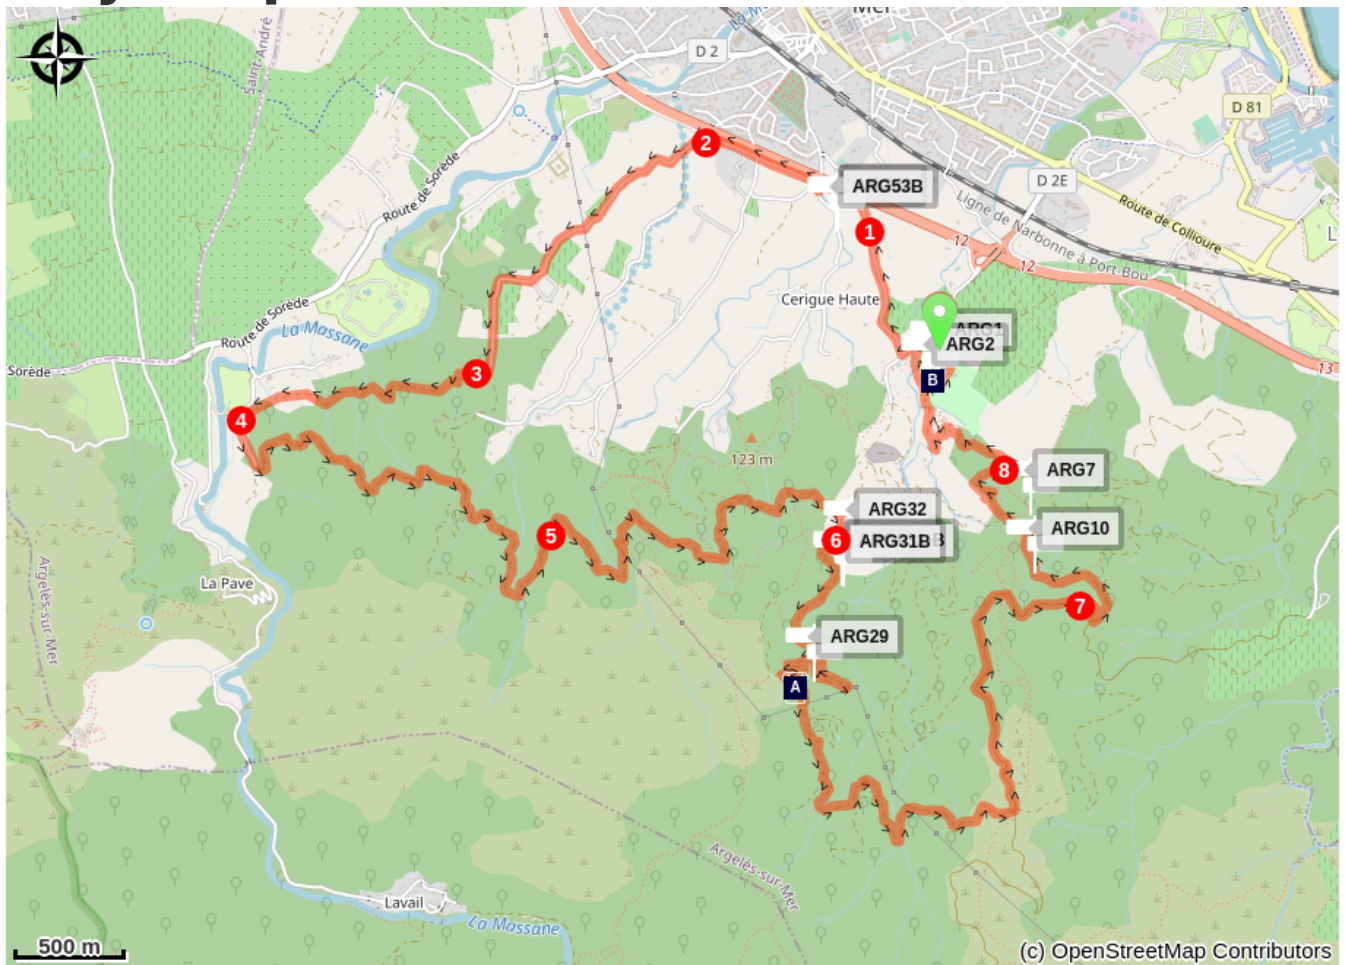 Mer
D 2
Saint-André
D 81
Route de Sorède
ARG53B
D 2E
Ligne de Narbonne à Port-Bou
Route de Collioure
2
1
12
12
Cerigue Haute
ARG1
ARG2
La Massane
Route de Sorède
Sorède
13
3
B
4
123 m
8
ARG7
ARG32
ARG10
5
6
ARG31B
B
La Pave
Argelès-sur-Mer
7
ARG29
A
Argelès-sur-Mer
Lavail
La Massane
500 m
(c) OpenStreetMap Contributors